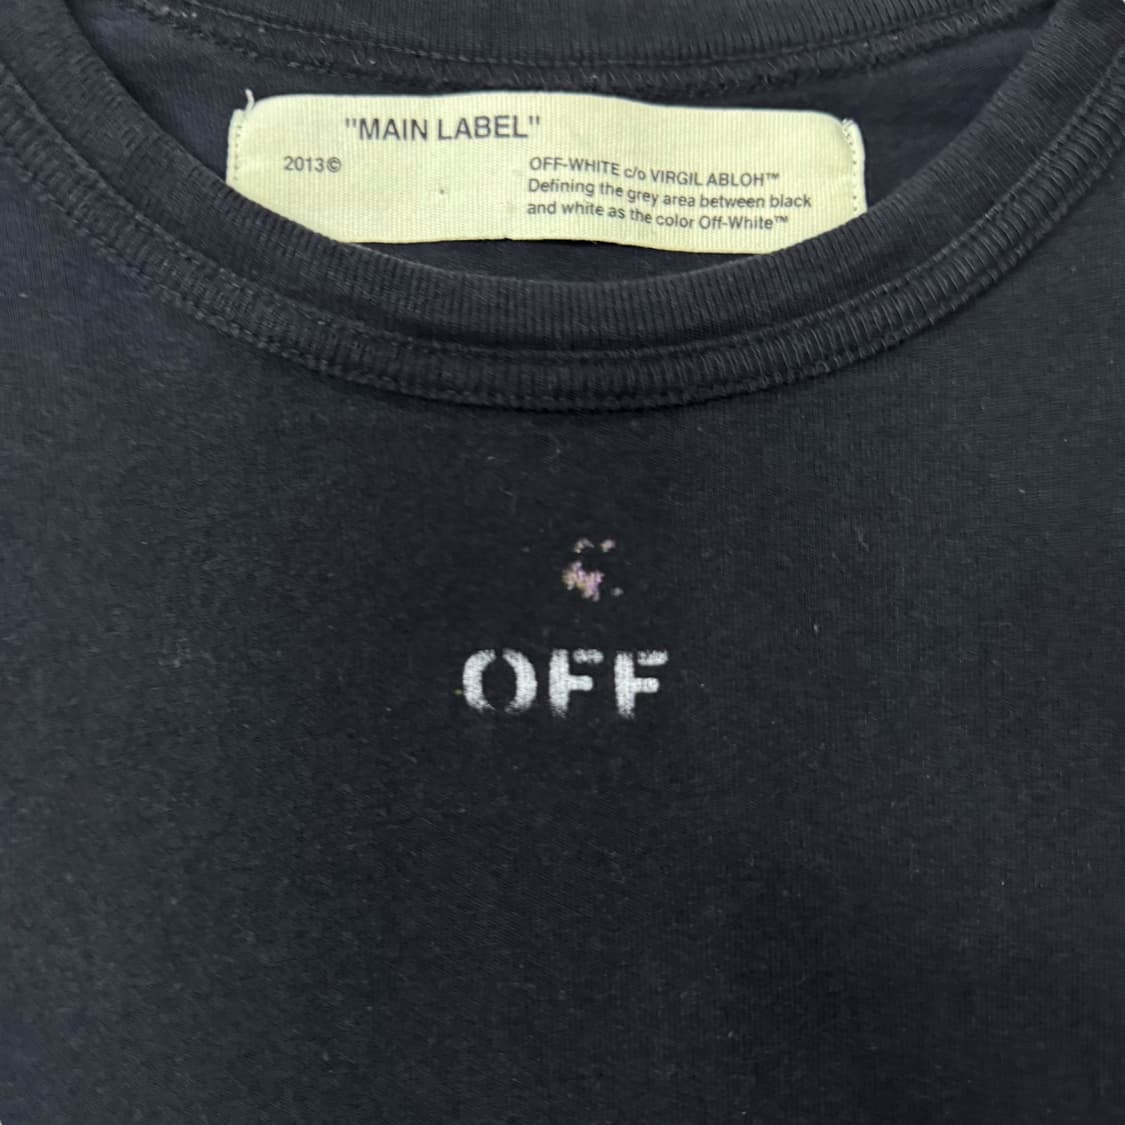 "MAIN LABEL"
2013©
OFF-WHITE c/o VIRGIL ABLOH™
Defining the grey area between black
and white as the color Off-White™
OFF